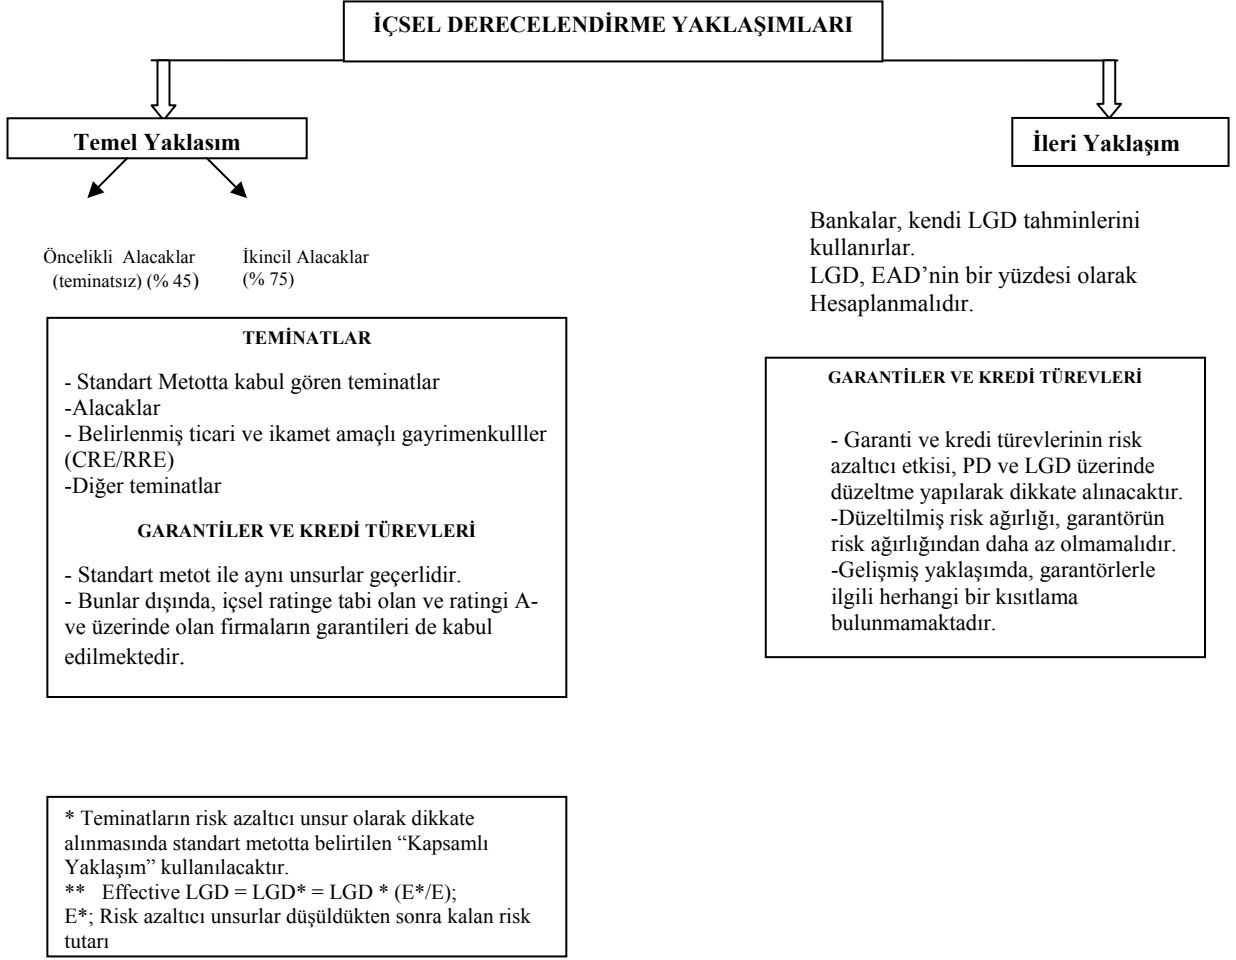 İÇSEL DERECELENDİRME YAKLAŞIMLARI
Temel Yaklasım
Öncelikli Alacaklar
(teminatsız) (% 45)
İkincil Alacaklar
(% 75)
TEMİNATLAR
- Standart Metotta kabul gören teminatlar
-Alacaklar
- Belirlenmiş ticari ve ikamet amaçlı gayrimenkulller
(CRE/RRE)
-Diğer teminatlar
GARANTİLER VE KREDİ TÜREVLERİ
- Standart metot ile aynı unsurlar geçerlidir.
- Bunlar dışında, içsel ratinge tabi olan ve ratingi A-
ve üzerinde olan firmaların garantileri de kabul
edilmektedir.
* Teminatların risk azaltıcı unsur olarak dikkate
alınmasında standart metotta belirtilen “Kapsamlı
Yaklaşım” kullanılacaktır.
** Effective LGD = LGD* = LGD * (E*/E);
E*; Risk azaltıcı unsurlar düşüldükten sonra kalan risk
tutarı
İleri Yaklaşım
Bankalar, kendi LGD tahminlerini
kullanırlar.
LGD, EAD’nin bir yüzdesi olarak
Hesaplanmalıdır.
GARANTİLER VE KREDİ TÜREVLERİ
- Garanti ve kredi türevlerinin risk
azaltıcı etkisi, PD ve LGD üzerinde
düzeltme yapılarak dikkate alınacaktır.
-Düzeltilmiş risk ağırlığı, garantörün
risk ağırlığından daha az olmamalıdır.
-Gelişmiş yaklaşımda, garantörlerle
ilgili herhangi bir kısıtlama
bulunmamaktadır.